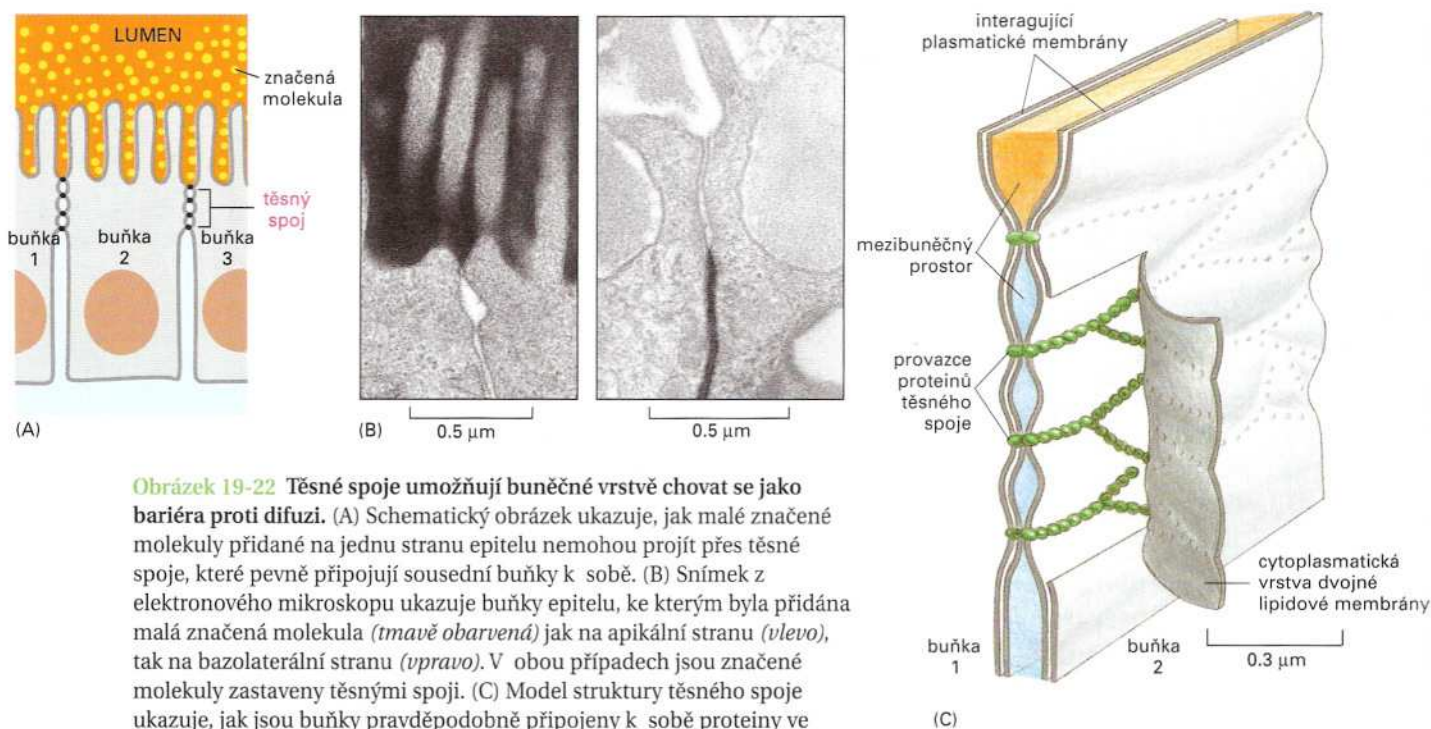 LUMEN
značená
molekula
těsný
spoj
buňka
1
buňka
2
buňka
3
(A)
(B)
0.5 µm
0.5 µm
interagující
plasmatické membrány
mezibuněčný
prostor
provazce
proteinů
těsného
spoje
cytoplasmatická
vrstva dvojné
lipidové membrány
buňka
1
buňka
2
0.3 µm
(C)
Obrázek 19-22 Těsné spoje umožňují buněčné vrstvě chovat se jako
bariéra proti difuzi. (A) Schematický obrázek ukazuje, jak malé značené
molekuly přidané na jednu stranu epitelu nemohou projít přes těsné
spoje, které pevně připojují sousední buňky k sobě. (B) Snímek z
elektronového mikroskopu ukazuje buňky epitelu, ke kterým byla přidána
malá značená molekula (tmavě obarvená) jak na apikální stranu (vlevo),
tak na bazolaterální stranu (vpravo). V obou případech jsou značené
molekuly zastaveny těsnými spoji. (C) Model struktury těsného spoje
ukazuje, jak jsou buňky pravděpodobně připojeny k sobě proteiny ve